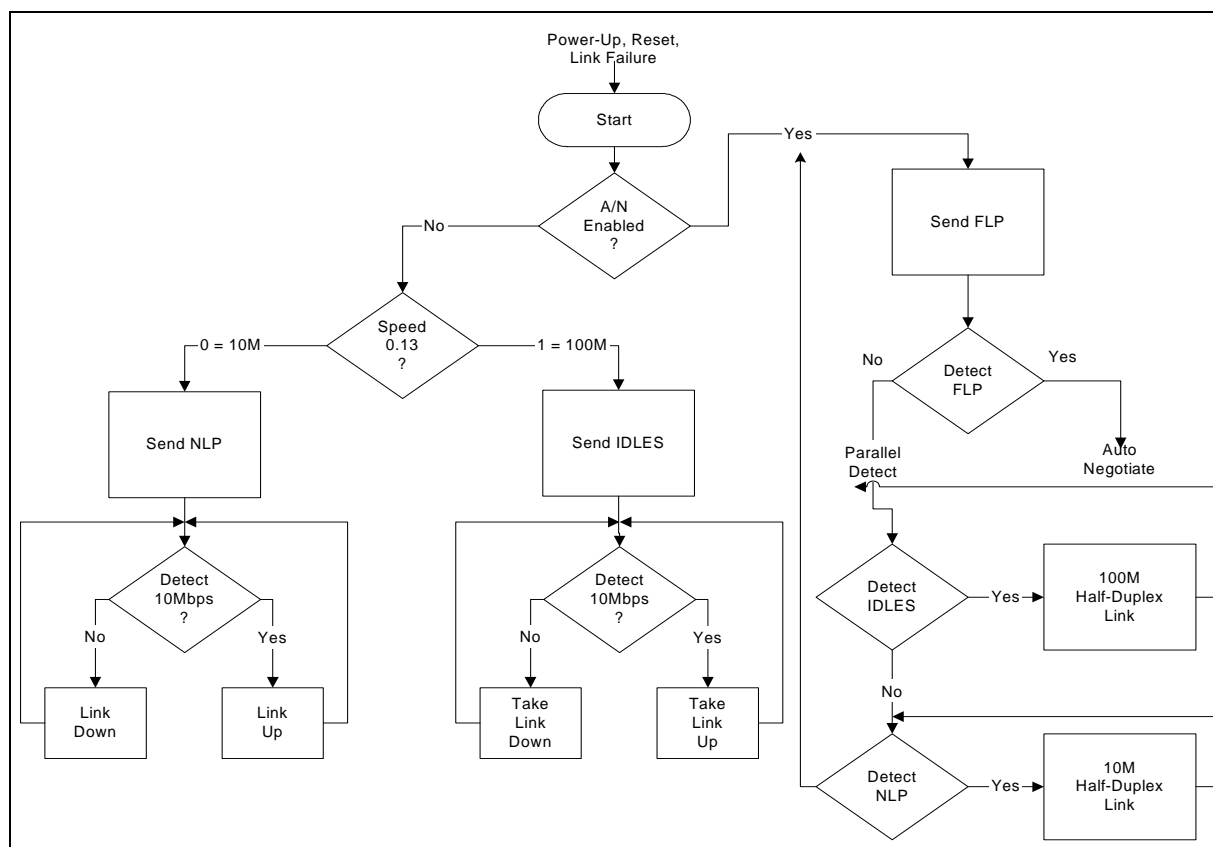 Power-Up, Reset,
Link Failure
Start
Yes
A/N
Enabled
?
No
Send FLP
Speed
0.13
?
0 = 10M
1 = 100M
No
Yes
Detect
FLP
Send NLP
Send IDLES
Parallel
Detect
Auto
Negotiate
Detect
10Mbps
?
No
Yes
Detect
10Mbps
?
No
Yes
Detect
IDLES
Yes
100M
Half-Duplex
Link
No
Link
Down
Link
Up
Take
Link
Down
Take
Link
Up
Detect
NLP
Yes
10M
Half-Duplex
Link